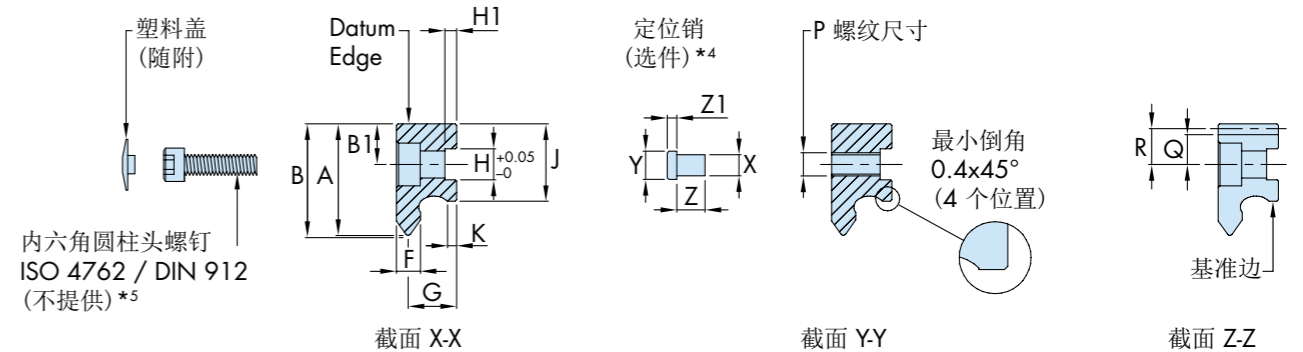 塑料盖
(随附)
内六角圆柱头螺钉
ISO 4762 / DIN 912
(不提供)*5
Datum
Edge
H1
B
A
B1
H +0.05 -0
J
K
F
G
截面 X-X
定位销
(选件)*4
Z1
Y
X
Z
P 螺纹尺寸
最小倒角
0.4x45°
(4 个位置)
截面 Y-Y
R
Q
基准边
截面 Z-Z